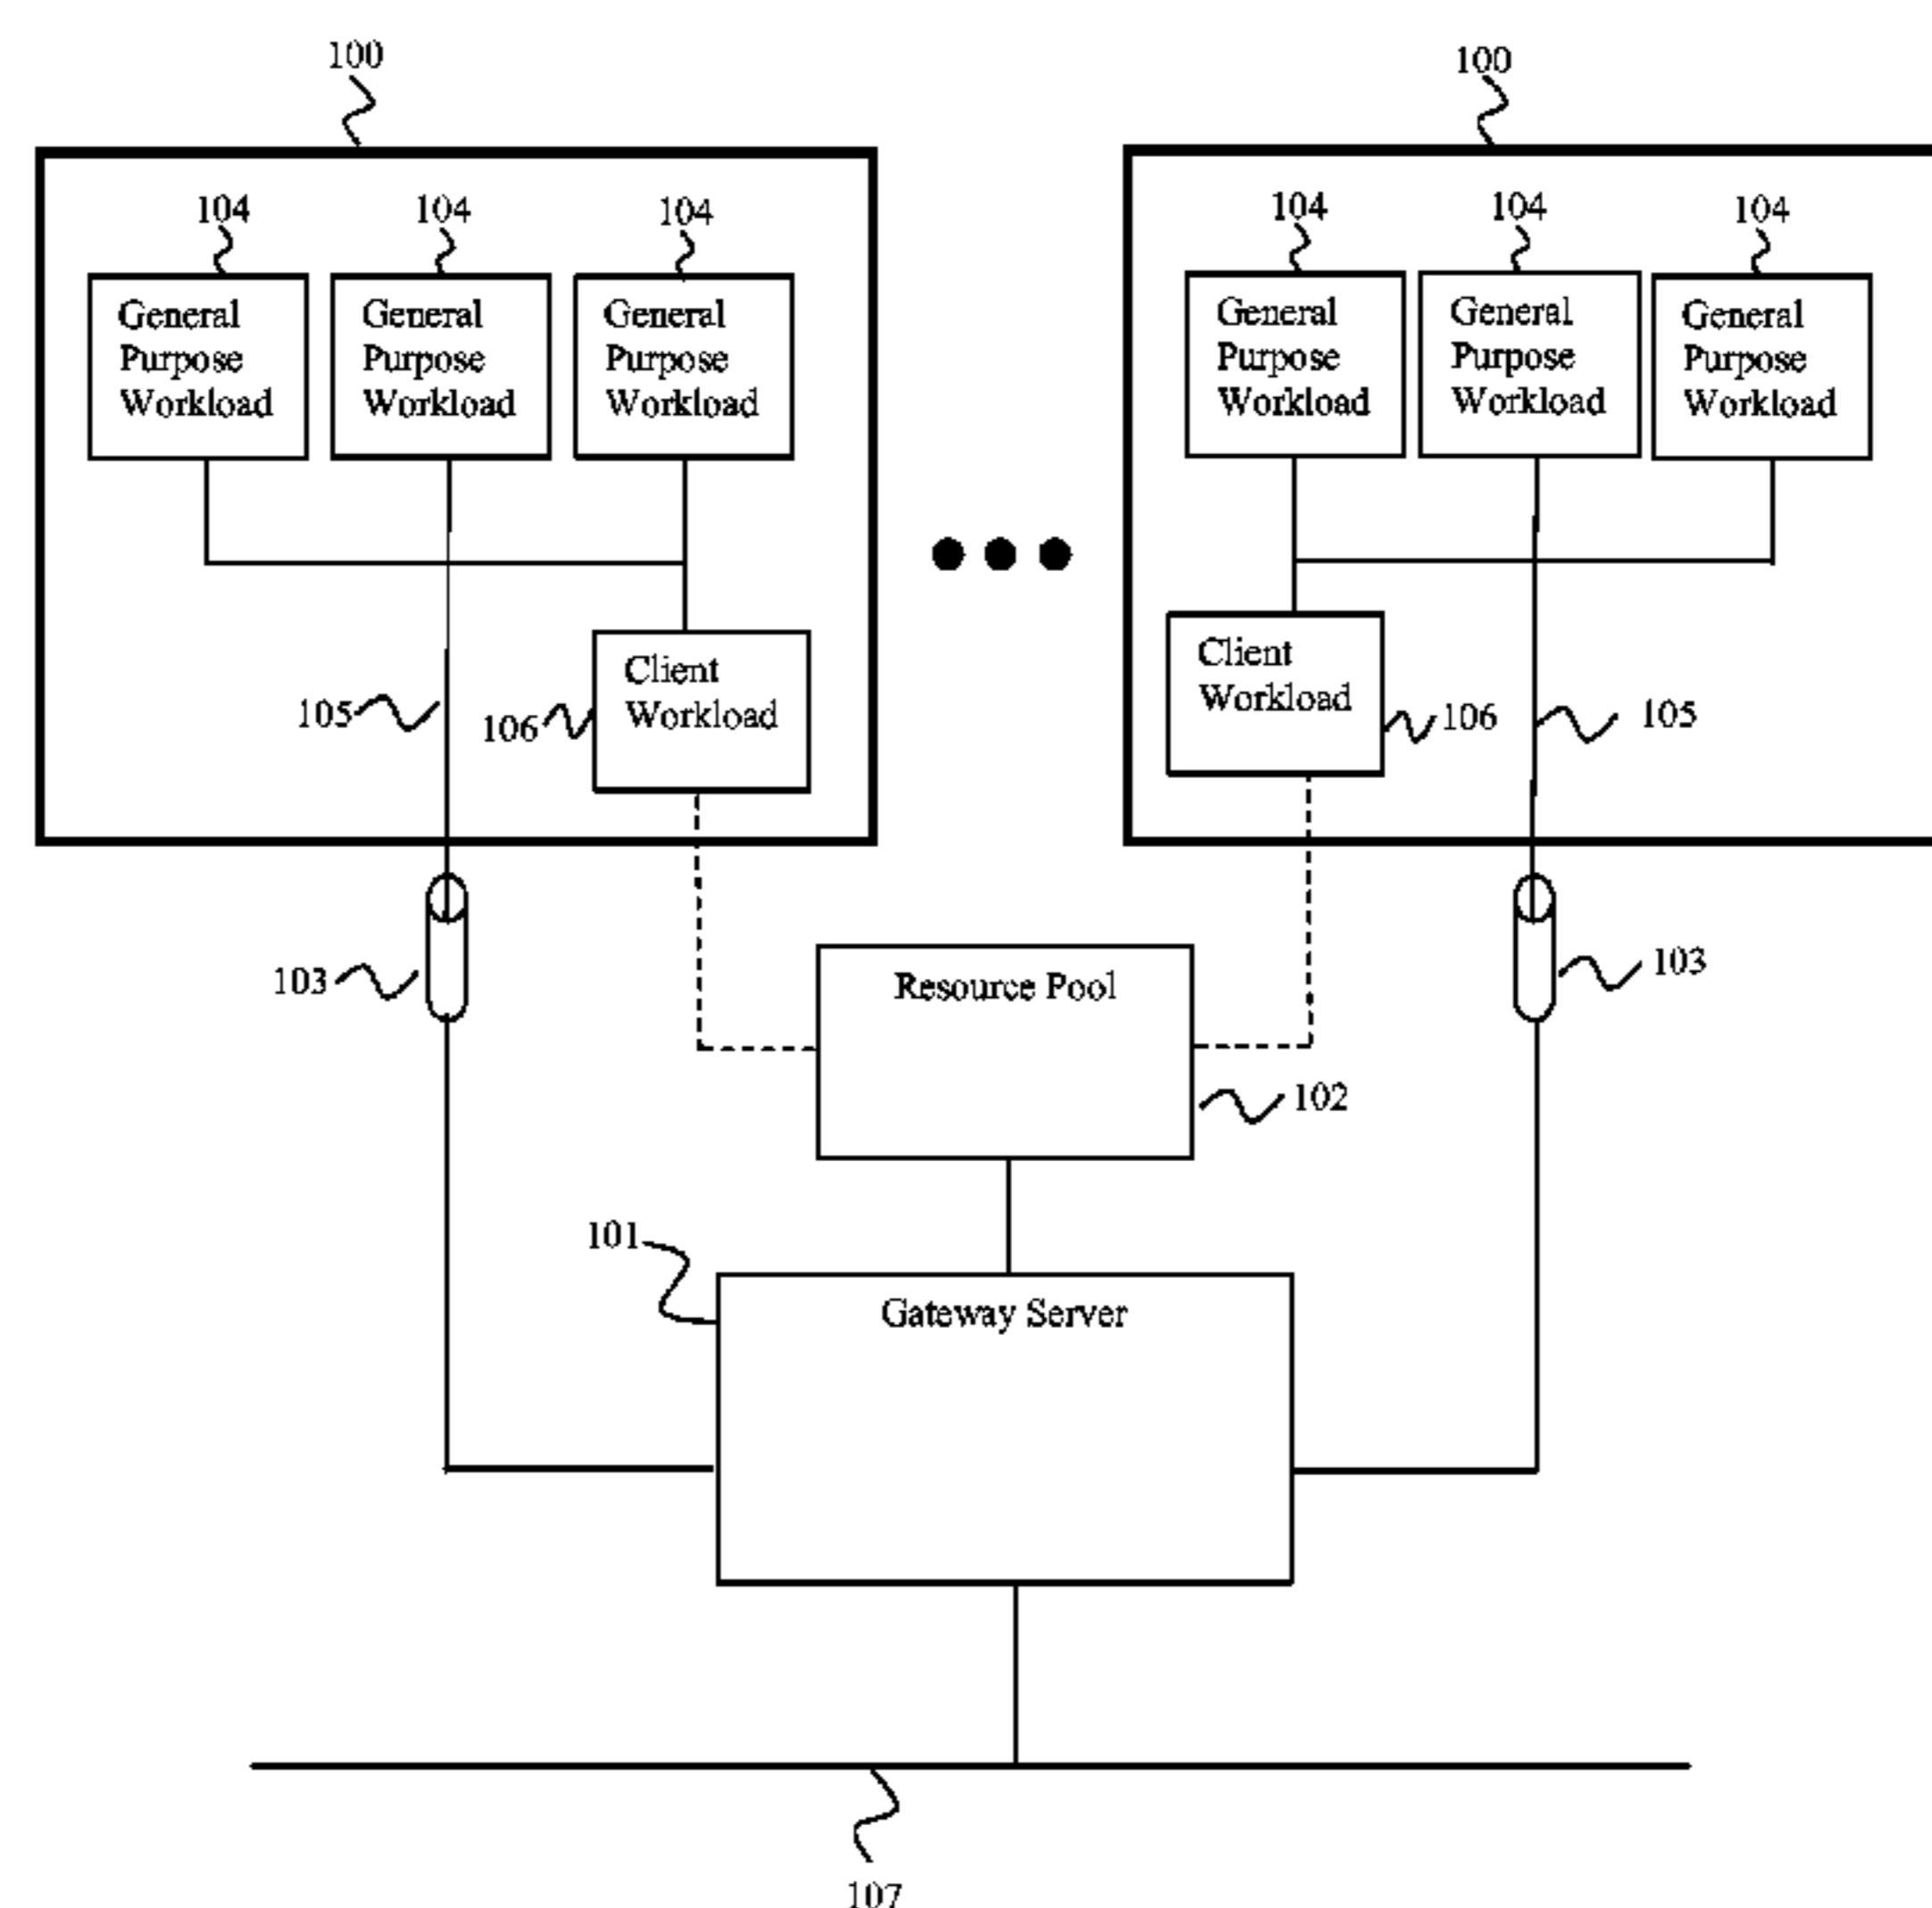 100
100
104
104
104
104
104
104
General
Purpose
Workload
General
Purpose
Workload
General
Purpose
Workload
General
Purpose
Workload
General
Purpose
Workload
General
Purpose
Workload
Client
Workload
Client
Workload
105
106
106
105
103
103
Resource Pool
102
101
Gateway Server
107